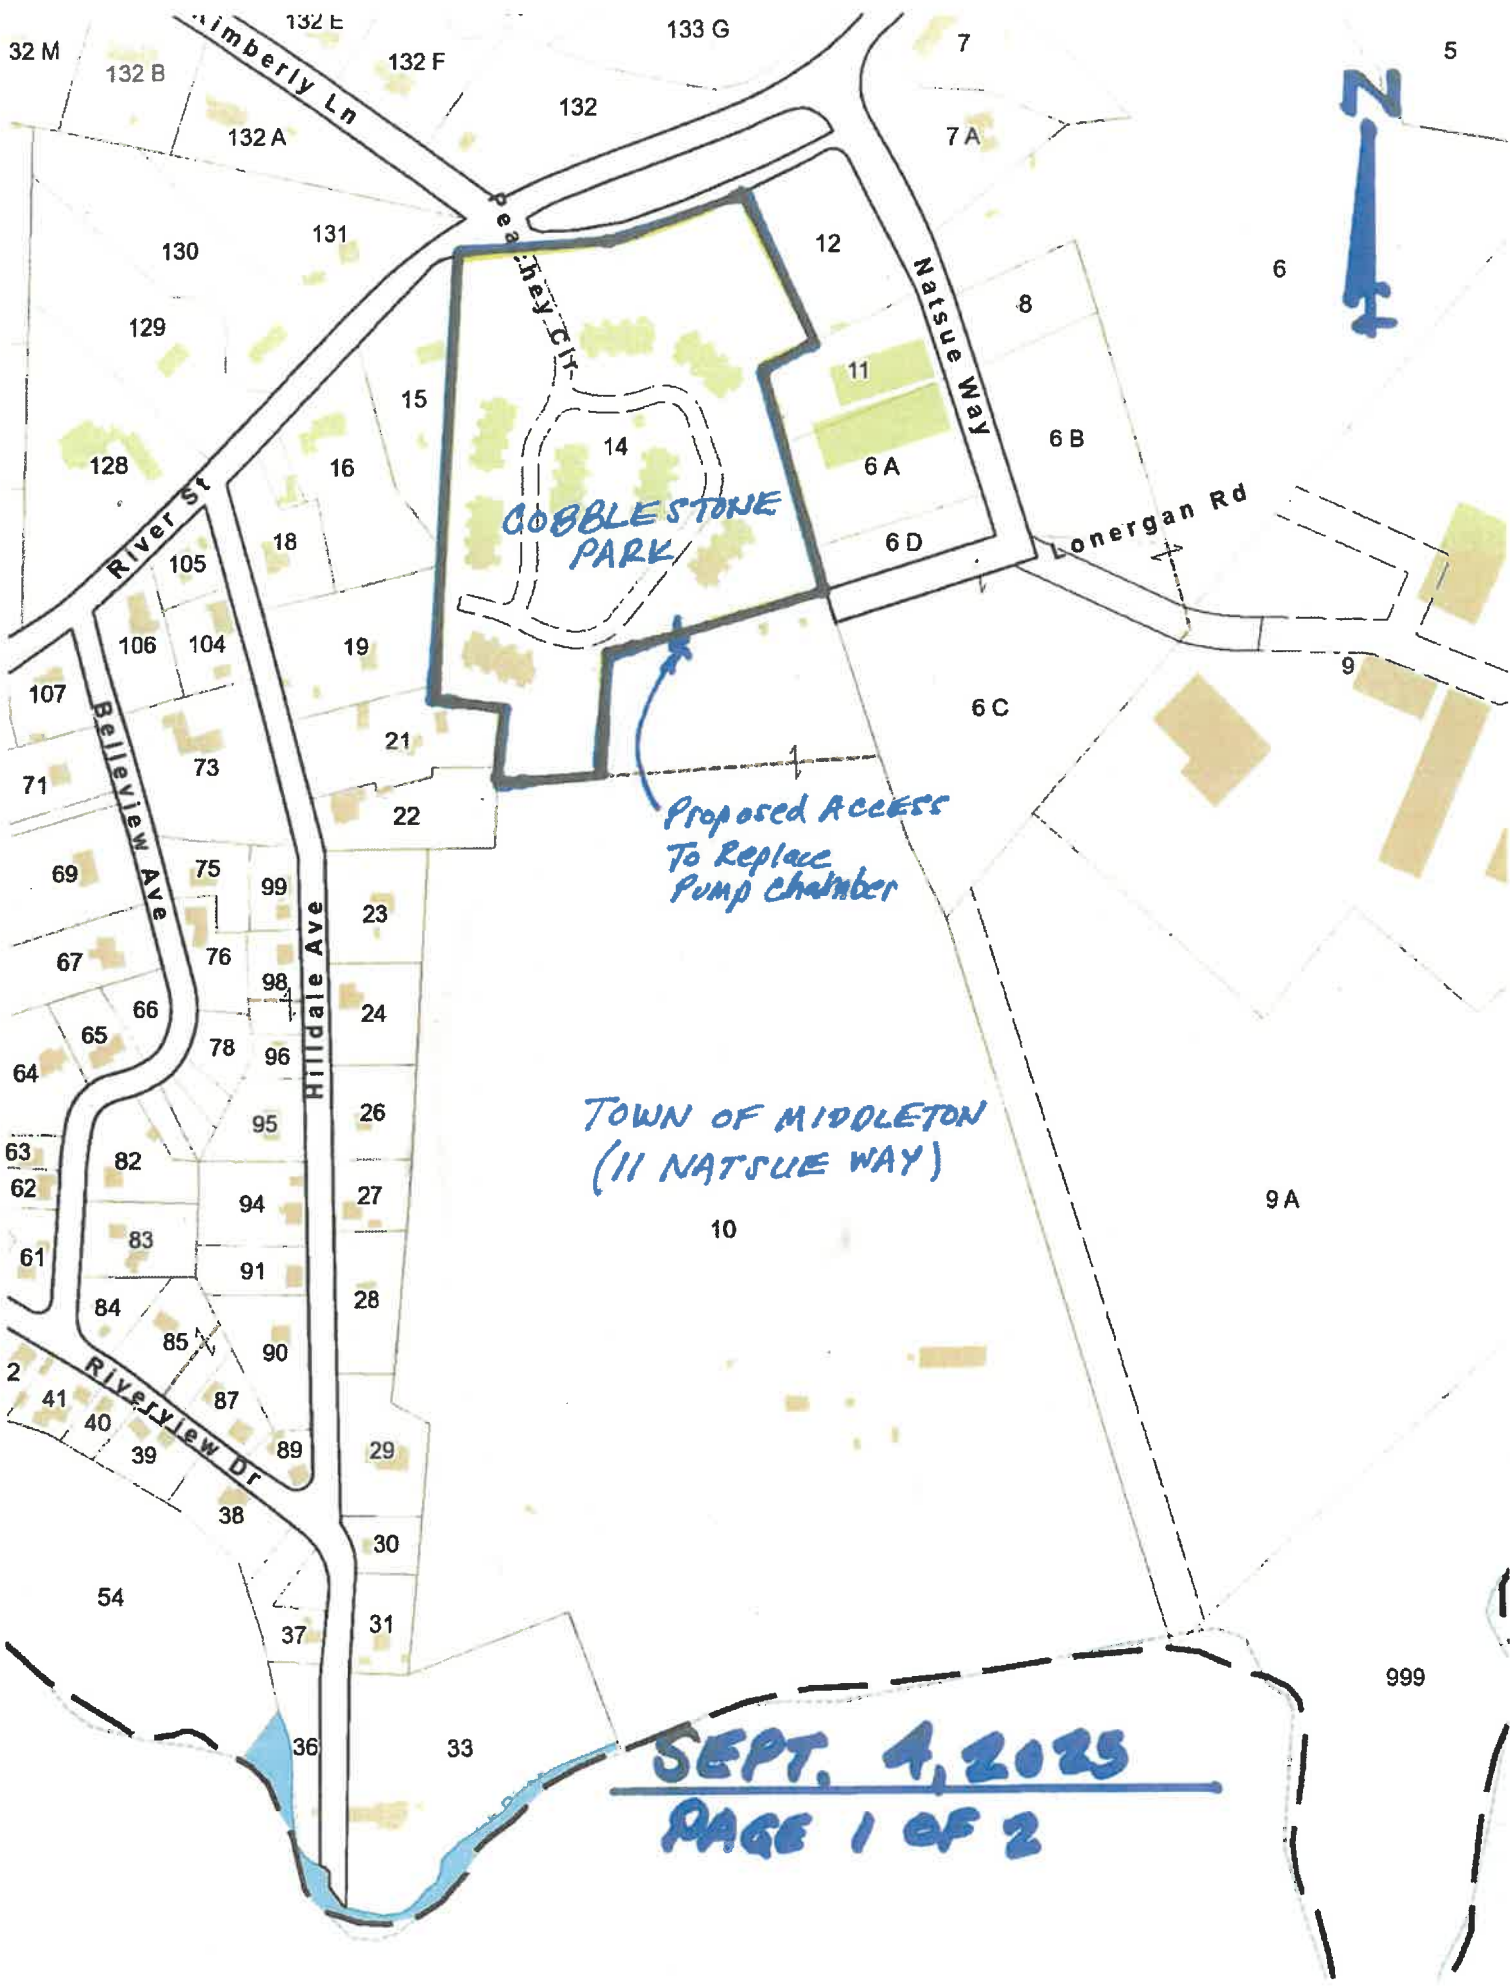 132 E
Kimberly Ln
133 G
7
5
32 M
132 B
132 F
132
132 A
7 A
N
Peachey Cir
130
131
12
6
129
Natsue Way
8
11
15
14
6 B
128
16
6 A
COBBLESTONE
PARK
River St
18
6 D
Lonergan Rd
105
106
104
19
9
107
Belleview Ave
73
21
6 C
71
22
Proposed Access
To Replace
Pump Chamber
69
75
99
Hilldale Ave
23
67
76
98
66
24
65
78
96
64
95
26
TOWN OF MIDDLETON
(11 NATSUE WAY)
63
82
62
94
27
10
9 A
61
83
91
28
84
85
90
2
Riverview Dr
41
87
40
39
89
29
38
30
54
37
31
999
36
33
SEPT. 4, 2025
PAGE 1 OF 2